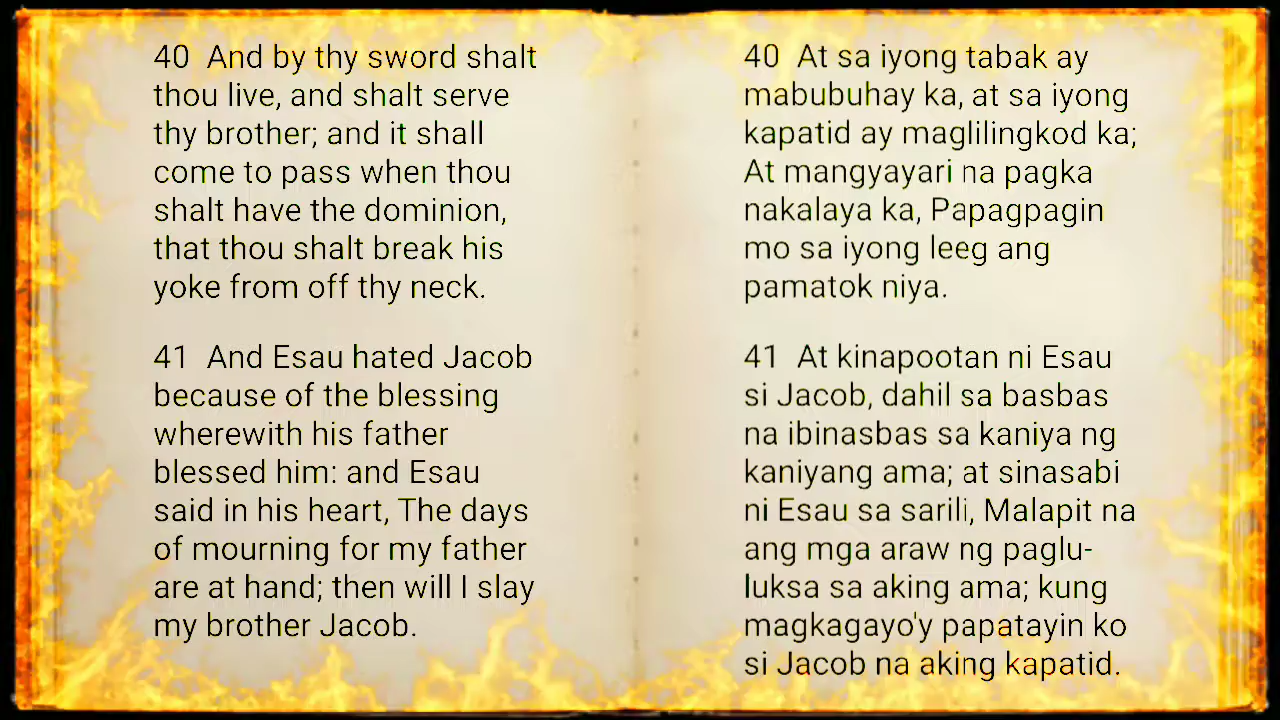 40 And by thy sword shalt
thou live, and shalt serve
thy brother; and it shall
come to pass when thou
shalt have the dominion,
that thou shalt break his
yoke from off thy neck.
41 And Esau hated Jacob
because of the blessing
wherewith his father
blessed him: and Esau
said in his heart, The days
of mourning for my father
are at hand; then will I slay
my brother Jacob.
40 At sa iyong tabak ay
mabubuhay ka, at sa iyong
kapatid ay maglilingkod ka;
At mangyayari na pagka
nakalaya ka, Papagpagin
mo sa iyong leeg ang
pamatok niya.
41 At kinapootan ni Esau
si Jacob, dahil sa basbas
na ibinasbas sa kaniya ng
kaniyang ama; at sinasabi
ni Esau sa sarili, Malapit na
ang mga araw ng paglu-
luksa sa aking ama; kung
magkagayo'y papatayin ko
si Jacob na aking kapatid.